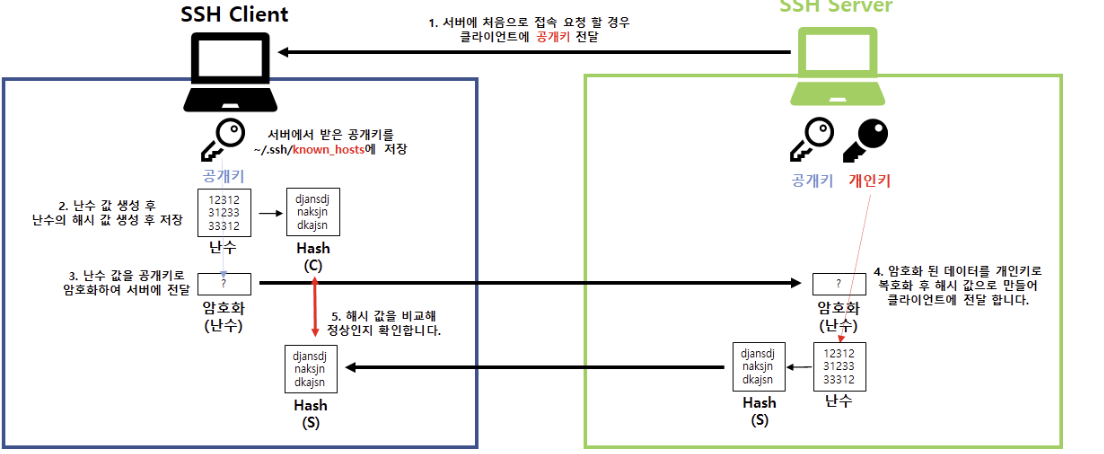 SSH Client
SSH Server
1. 서버에 처음으로 접속 요청 할 경우
클라이언트에 공개키 전달
서버에서 받은 공개키를
~/.ssh/known_hosts에 저장
공개키
공개키
개인키
2. 난수 값 생성 후
난수의 해시 값 생성 후 저장
12312
31233
33312
난수
djansdj
naksjn
dkajsn
Hash
(C)
3. 난수 값을 공개키로
암호화하여 서버에 전달
?
암호화
(난수)
?
암호화
(난수)
4. 암호화 된 데이터를 개인키로
복호화 후 해시 값으로 만들어
클라이언트에 전달 합니다.
5. 해시 값을 비교해
정상인지 확인합니다.
djansdj
naksjn
dkajsn
Hash
(S)
djansdj
naksjn
dkajsn
Hash
(S)
12312
31233
33312
난수